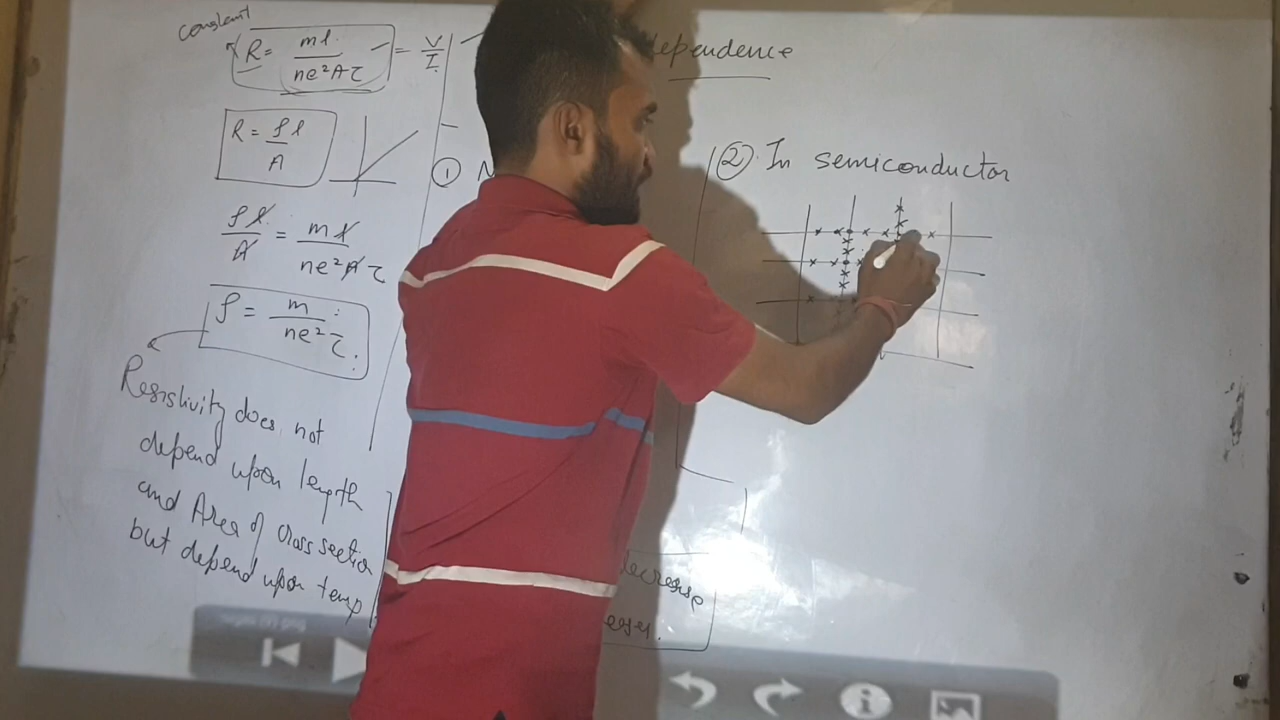 constant
R = ml / ne²Aτ = V / I
dependence
R = ρl / A
①
② In semiconductor
ρl / A = ml / ne²Aτ
ρ = m / ne²τ
Resistivity does not
depend upon length
and Area of cross section
but depend upon temp
decrease